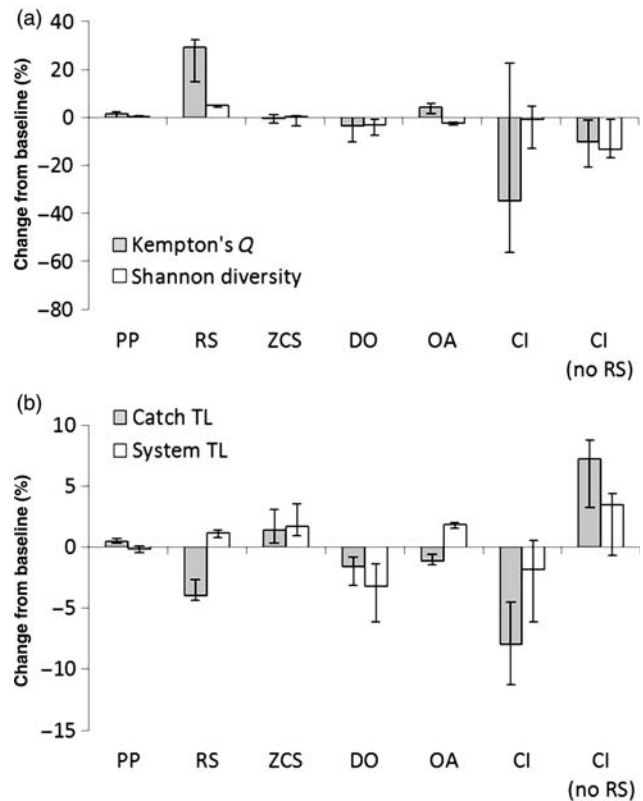 (a)
Change from baseline (%)
40
20
0
−20
−40
−60
−80
Kempton's Q
Shannon diversity
PP RS ZCS DO OA CI CI
(no RS)
(b)
Change from baseline (%)
10
5
0
−5
−10
−15
Catch TL
System TL
PP RS ZCS DO OA CI CI
(no RS)